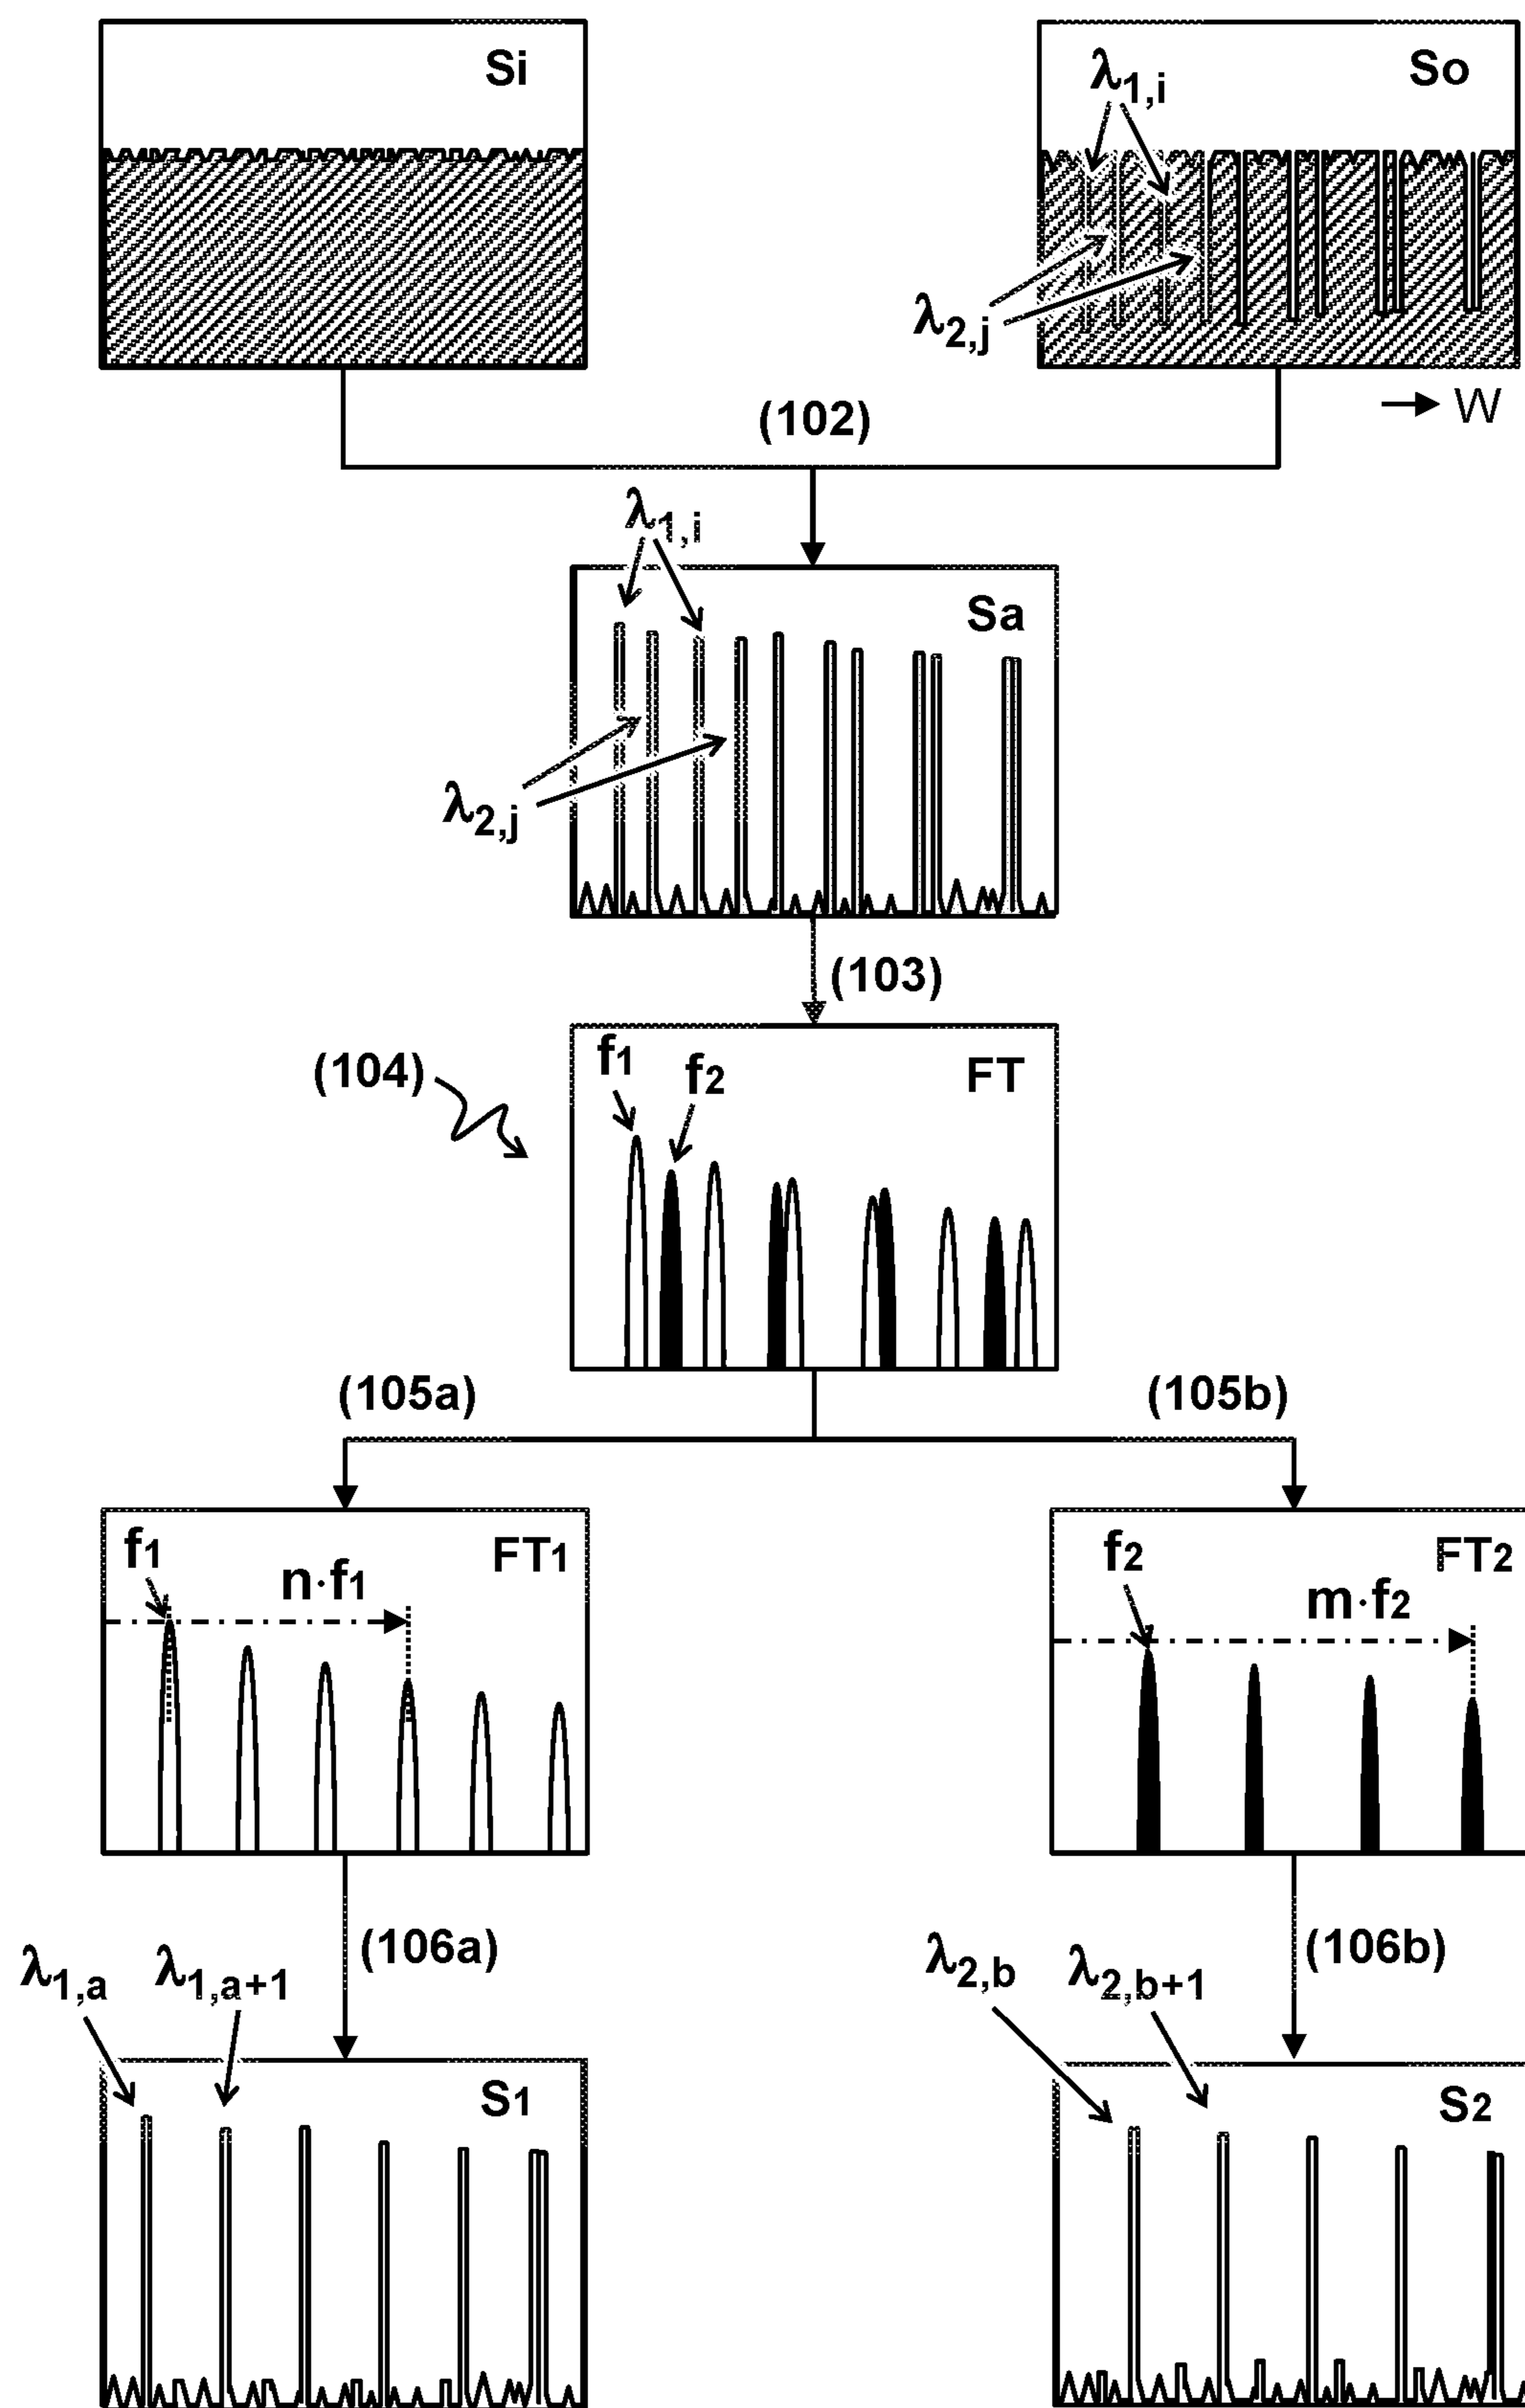 Si
So
λ1,i
λ2,j
W
(102)
λ1,i
Sa
λ2,j
(103)
(104)
f1
f2
FT
(105a)
(105b)
f1
n·f1
FT1
f2
m·f2
FT2
(106a)
(106b)
λ1,a
λ1,a+1
λ2,b
λ2,b+1
S1
S2